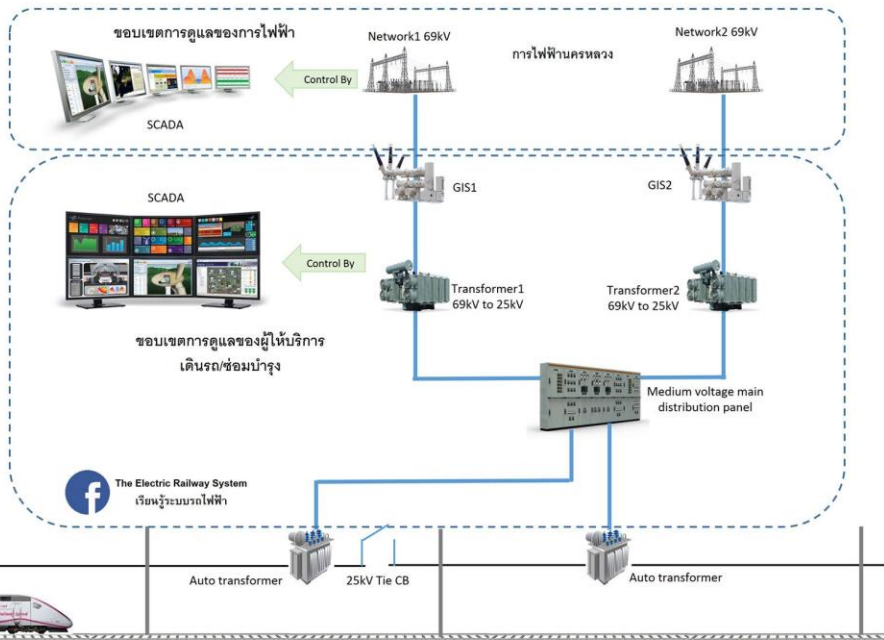 ขอบเขตการดูแลของการไฟฟ้า
Network1 69kV
Network2 69kV
การไฟฟ้านครหลวง
Control By
SCADA
GIS1
GIS2
SCADA
Control By
Transformer1
69kV to 25kV
Transformer2
69kV to 25kV
ขอบเขตการดูแลของผู้ให้บริการ
เดินรถ/ซ่อมบำรุง
Medium voltage main
distribution panel
The Electric Railway System
เรียนรู้ระบบรถไฟฟ้า
Auto transformer
25kV Tie CB
Auto transformer